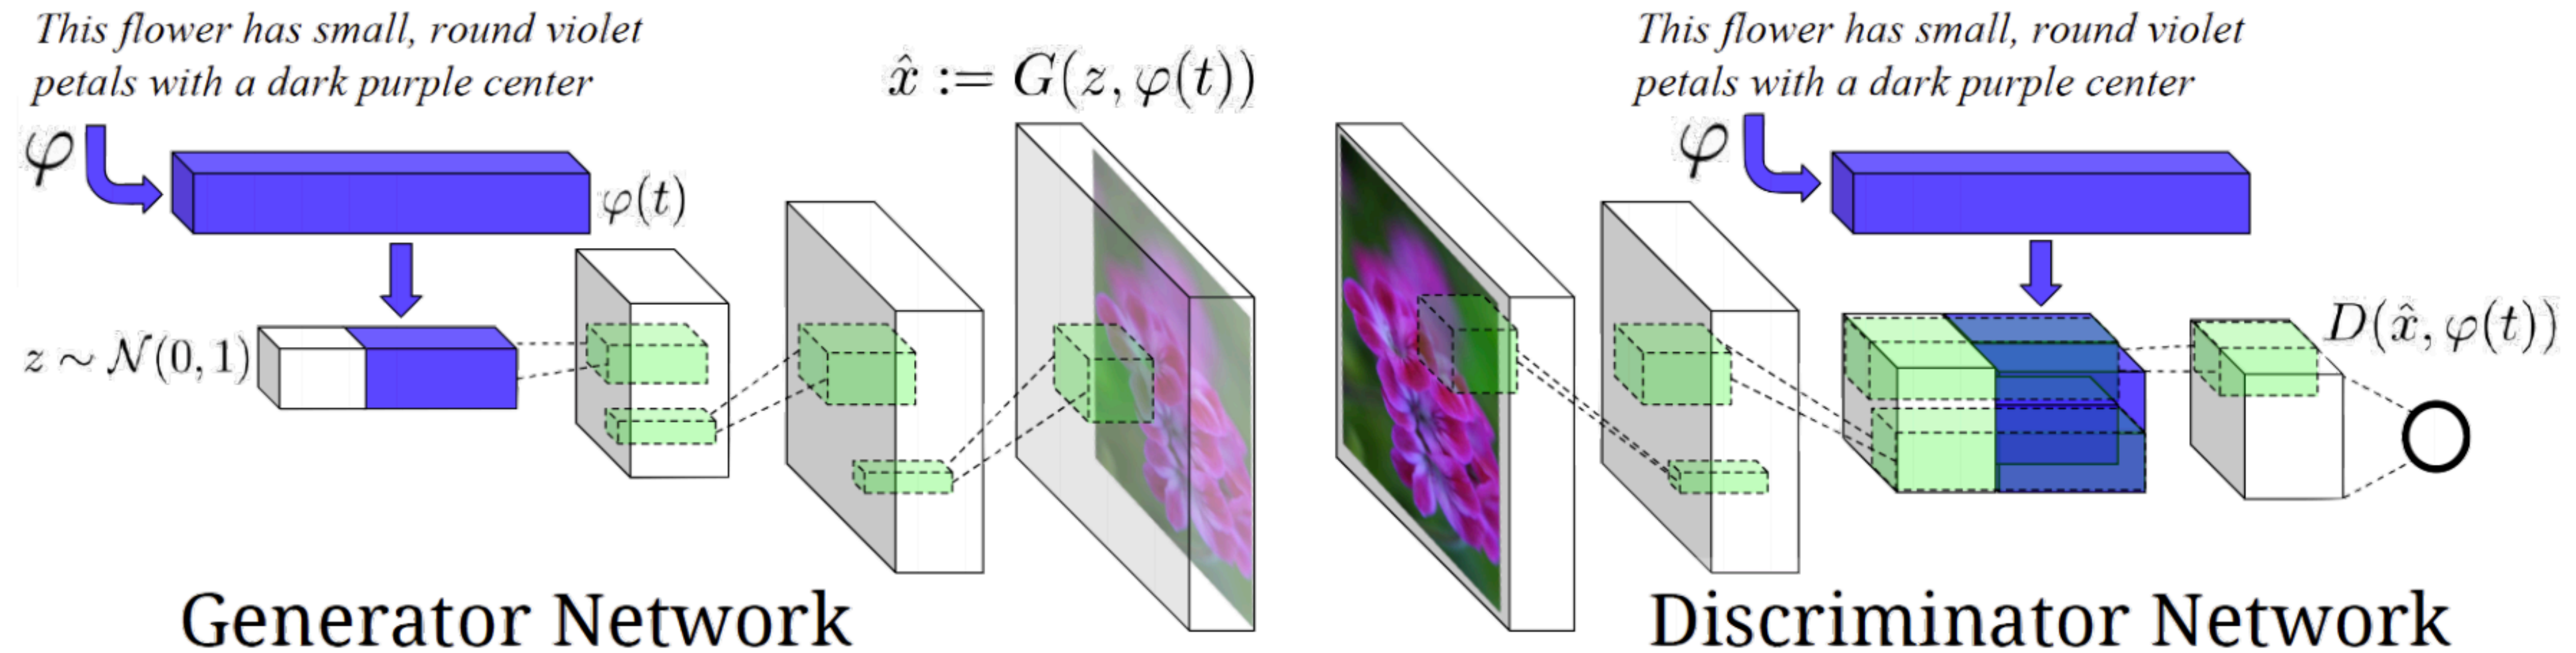 This flower has small, round violet
petals with a dark purple center
φ
φ(t)
z ∼ 𝒩(0, 1)
x̂ := G(z, φ(t))
Generator Network
This flower has small, round violet
petals with a dark purple center
φ
D(x̂, φ(t))
Discriminator Network